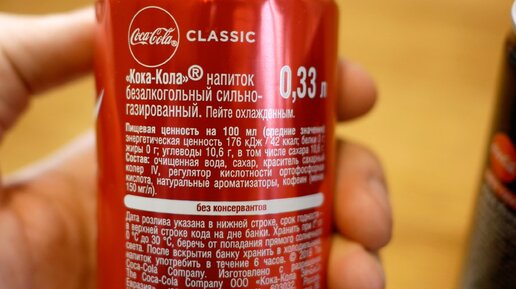 Coca-Cola
CLASSIC
«Кока-Кола»® напиток
безалкогольный сильно-
газированный. Пейте охлажденным.
0,33 л
Пищевая ценность на 100 мл (средние значения):
энергетическая ценность 176 кДж / 42 ккал; белки 0 г;
жиры 0 г; углеводы 10,6 г, в том числе сахара 10,6 г.
Состав: очищенная вода, сахар, краситель сахарный
колер IV, регулятор кислотности ортофосфорная
кислота, натуральные ароматизаторы, кофеин
150 мг/л).
без консервантов
Дата розлива указана в нижней строке, срок годности -
в верхней строке кода на дне банки. Хранить при
0 °C до 30 °C, беречь от попадания прямого солнечного
света. После вскрытия банку хранить в холодильнике,
напиток употребить в течение 6 часов. ©
Coca-Cola Company. Изготовлено с
The Coca-Cola Company ООО «Кока-Кола
Евразия»